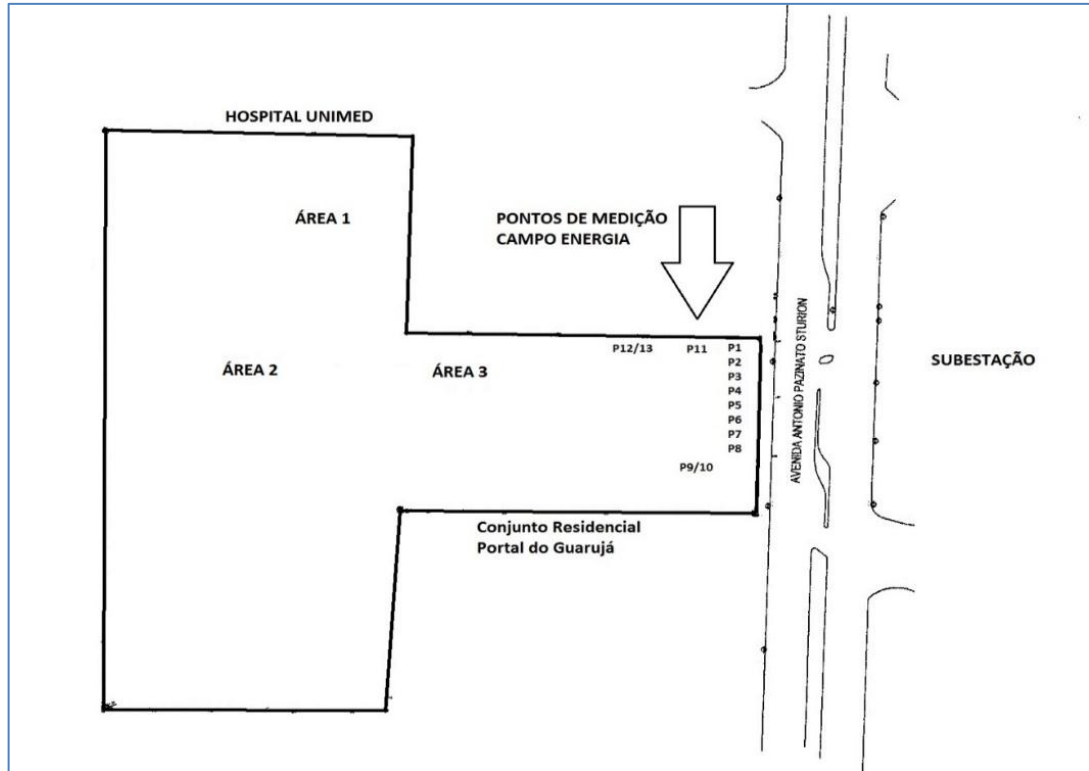 HOSPITAL UNIMED
ÁREA 1
PONTOS DE MEDIÇÃO
CAMPO ENERGIA
P12/13
P11
P1
P2
P3
P4
P5
P6
P7
P8
P9/10
ÁREA 2
ÁREA 3
AVENIDA ANTONIO PAZINATO STURION
SUBESTAÇÃO
Conjunto Residencial
Portal do Guarujá